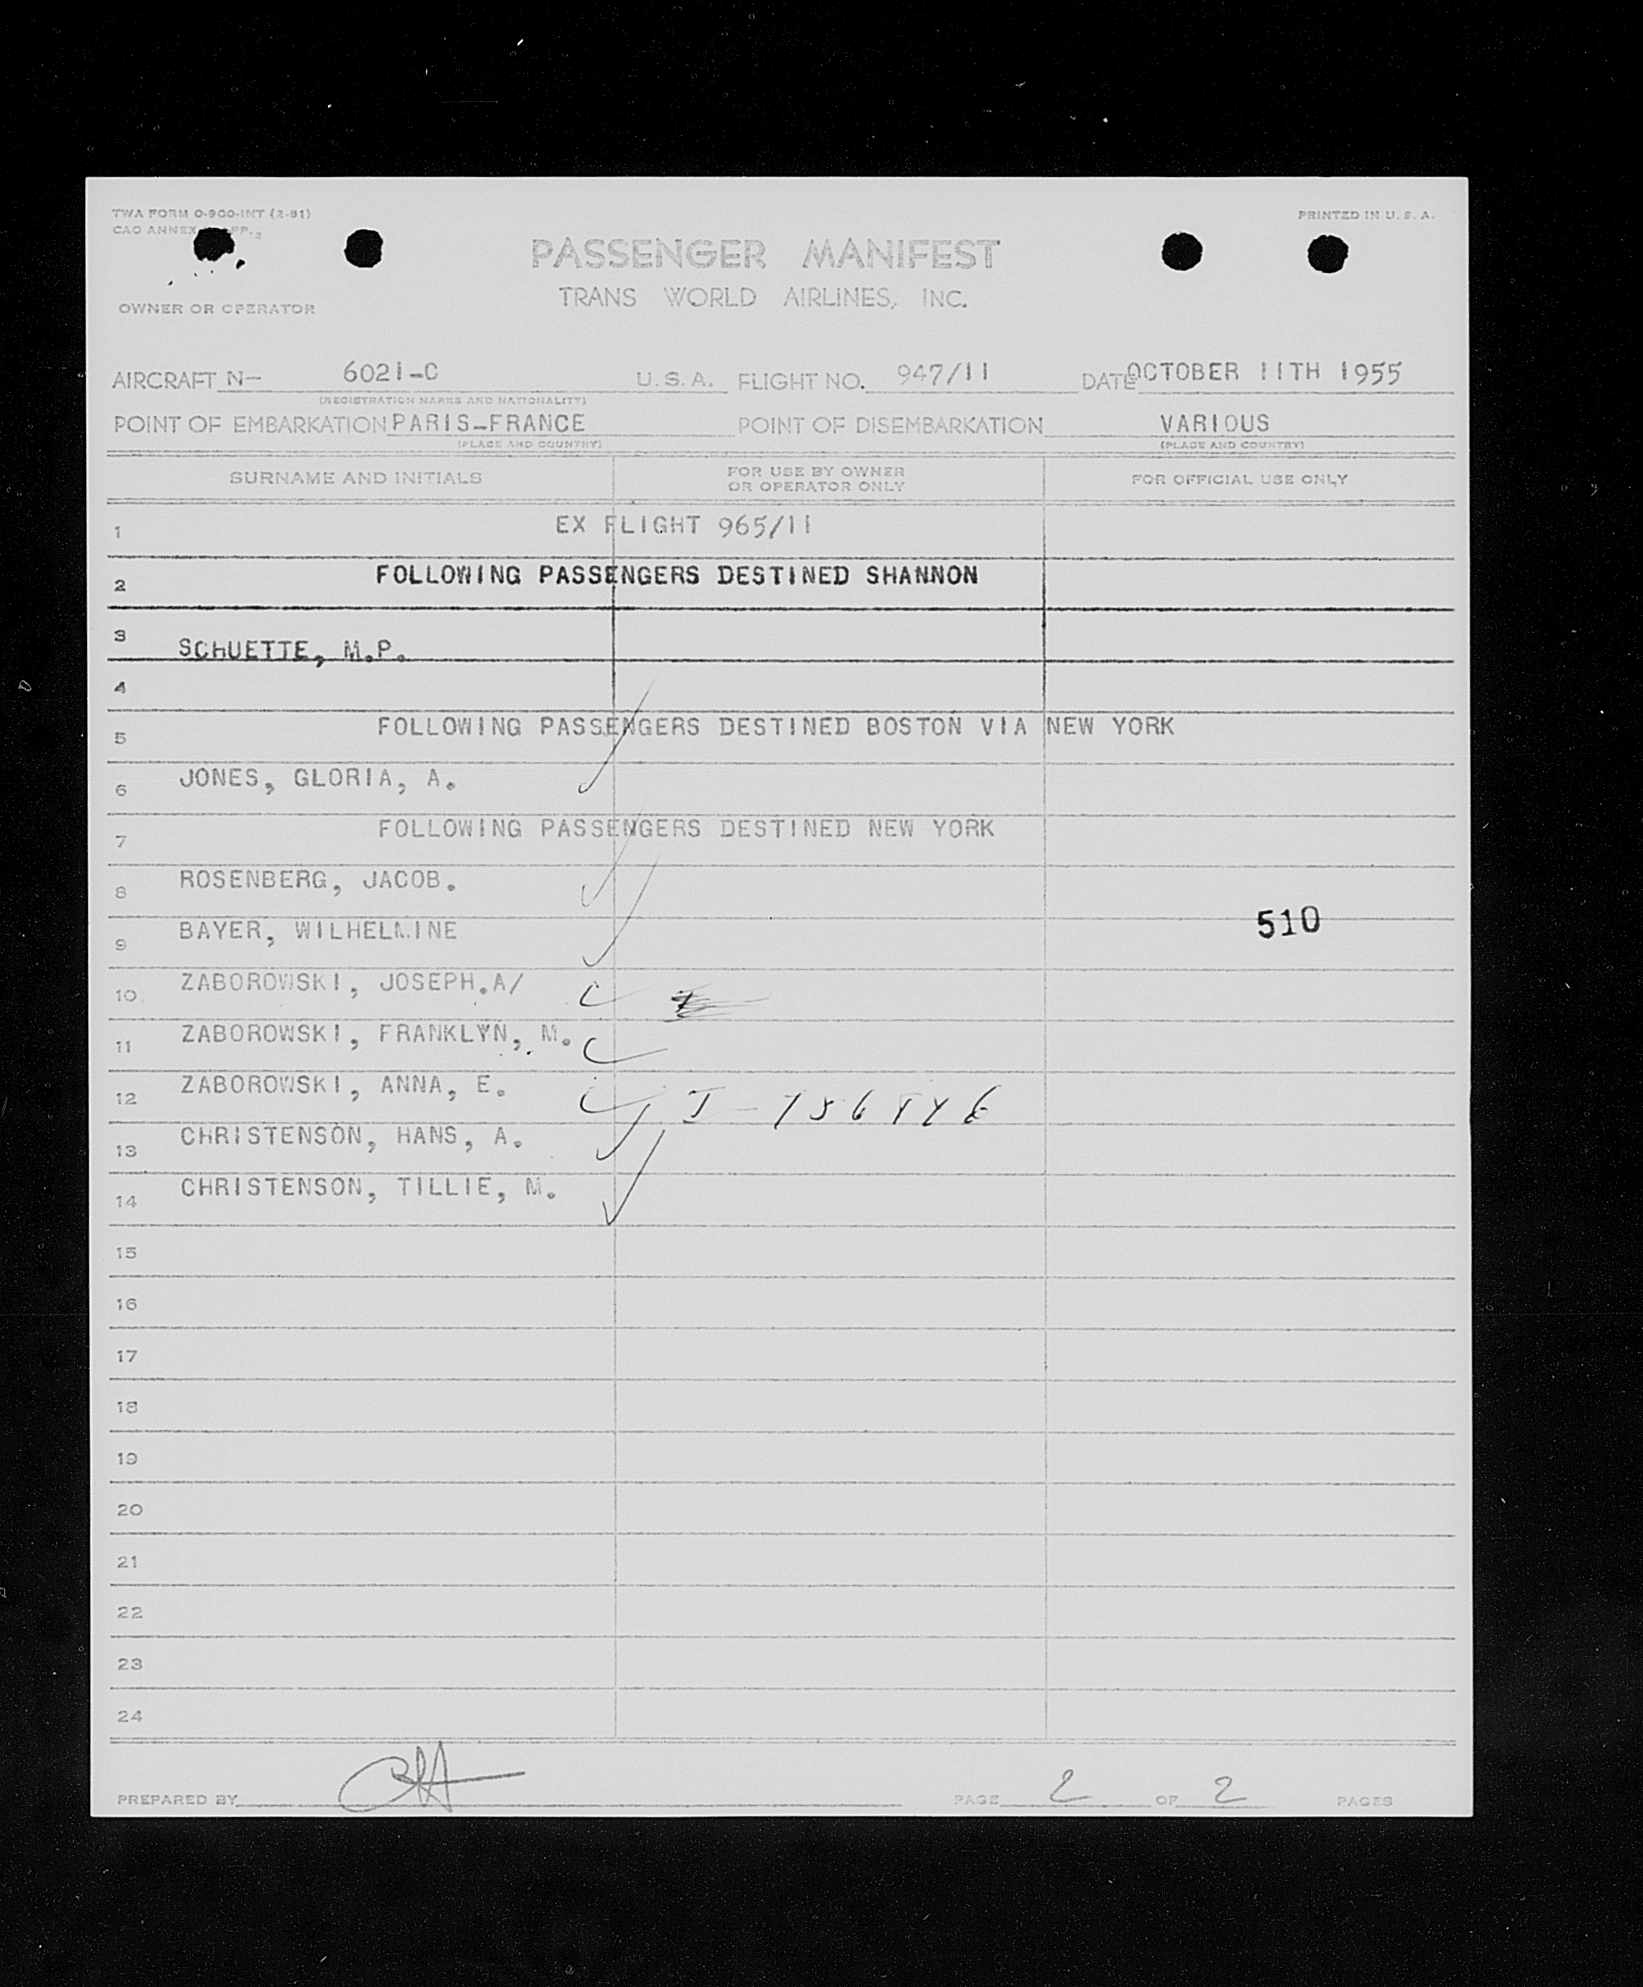 TWA FORM O-900-INT (2-51) PRINTED IN U. S. A.
CAO ANNEX
PASSENGER MANIFEST
TRANS WORLD AIRLINES, INC.
OWNER OR OPERATOR
AIRCRAFT N- 6021-C U.S.A. FLIGHT NO. 947/11 DATE OCTOBER 11TH 1955
(REGISTRATION MARKS AND NATIONALITY)
POINT OF EMBARKATION PARIS-FRANCE POINT OF DISEMBARKATION VARIOUS
(PLACE AND COUNTRY) (PLACE AND COUNTRY)
SURNAME AND INITIALS FOR USE BY OWNER OR OPERATOR ONLY FOR OFFICIAL USE ONLY
1 EX FLIGHT 965/11
2 FOLLOWING PASSENGERS DESTINED SHANNON
3 SCHUETTE, M.P.
4
5 FOLLOWING PASSENGERS DESTINED BOSTON VIA NEW YORK
6 JONES, GLORIA, A.
7 FOLLOWING PASSENGERS DESTINED NEW YORK
8 ROSENBERG, JACOB.
510
9 BAYER, WILHELMINE
10 ZABOROWSKI, JOSEPH.A/
11 ZABOROWSKI, FRANKLYN, M.
12 ZABOROWSKI, ANNA, E.
13 CHRISTENSON, HANS, A.
14 CHRISTENSON, TILLIE, M.
15
16
17
18
19
20
21
22
23
24
PREPARED BY PAGE 2 OF 2 PAGES